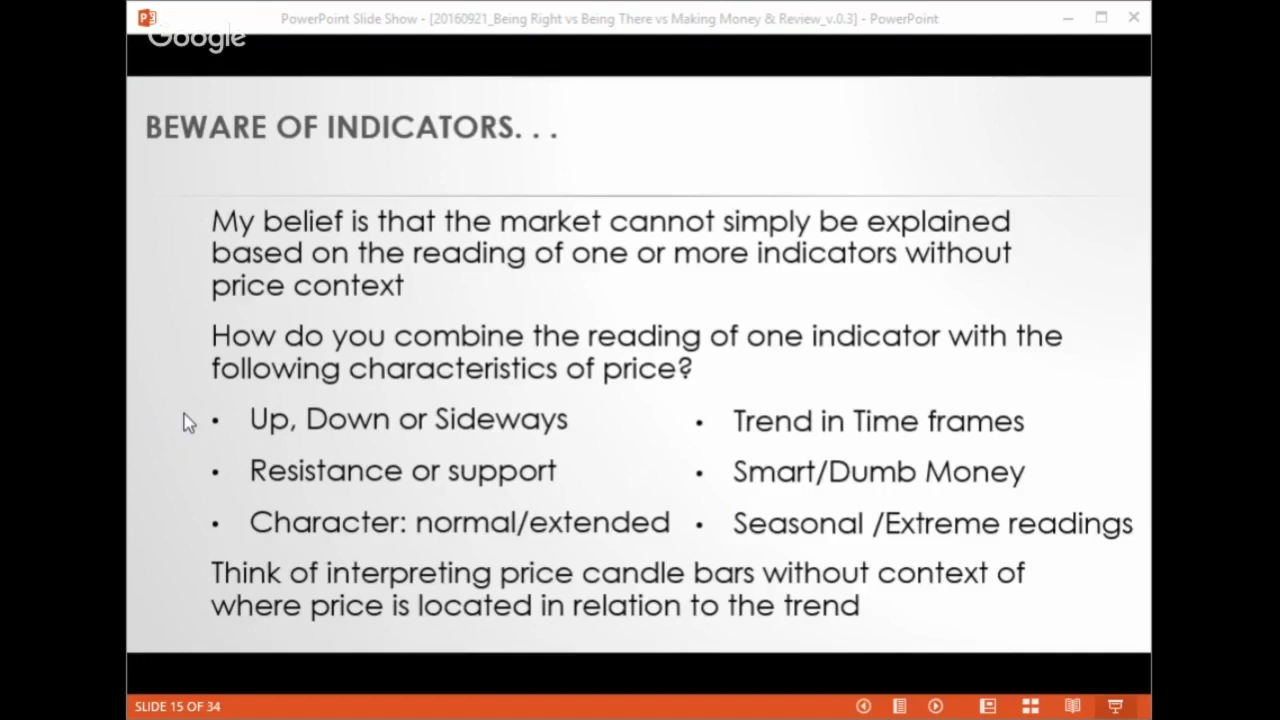 PowerPoint Slide Show - [20160921_Being Right vs Being There vs Making Money & Review_v.0.3] - PowerPoint
Google
BEWARE OF INDICATORS. . .
My belief is that the market cannot simply be explained
based on the reading of one or more indicators without
price context
How do you combine the reading of one indicator with the
following characteristics of price?
• Up, Down or Sideways
• Resistance or support
• Character: normal/extended
• Trend in Time frames
• Smart/Dumb Money
• Seasonal /Extreme readings
Think of interpreting price candle bars without context of
where price is located in relation to the trend
SLIDE 15 OF 34